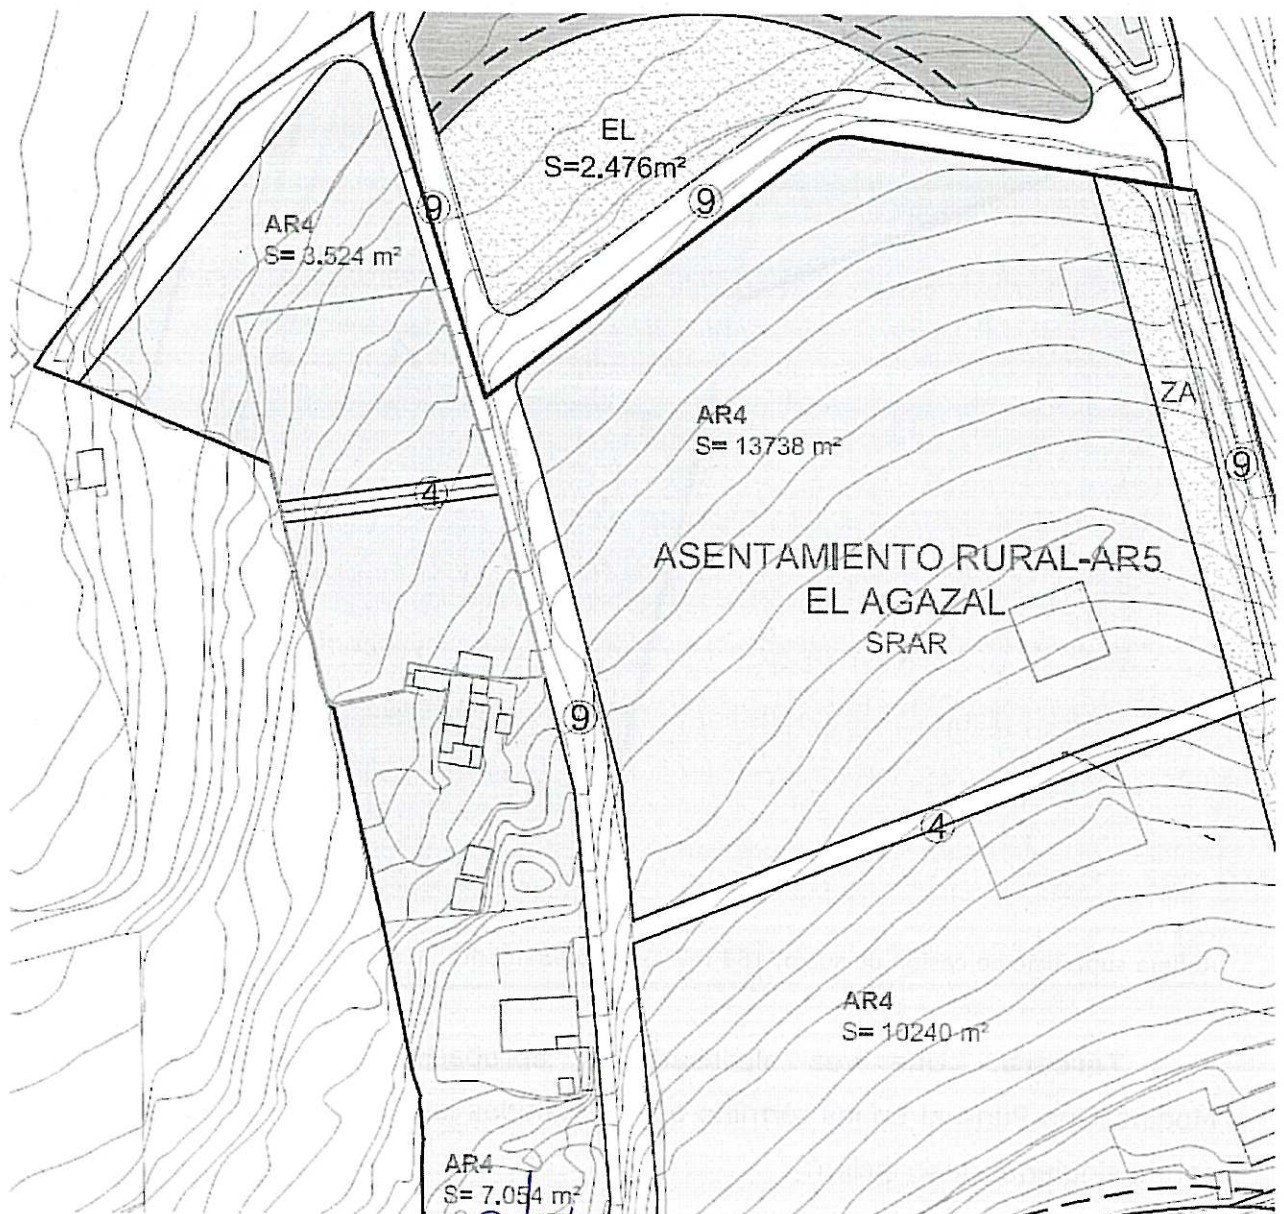 EL
S=2.476m²
9
9
AR4
S= 3.524 m²
ZA
AR4
S= 13738 m²
9
4
ASENTAMIENTO RURAL-AR5
EL AGAZAL
SRAR
9
4
AR4
S= 10240 m²
AR4
S= 7.054 m²